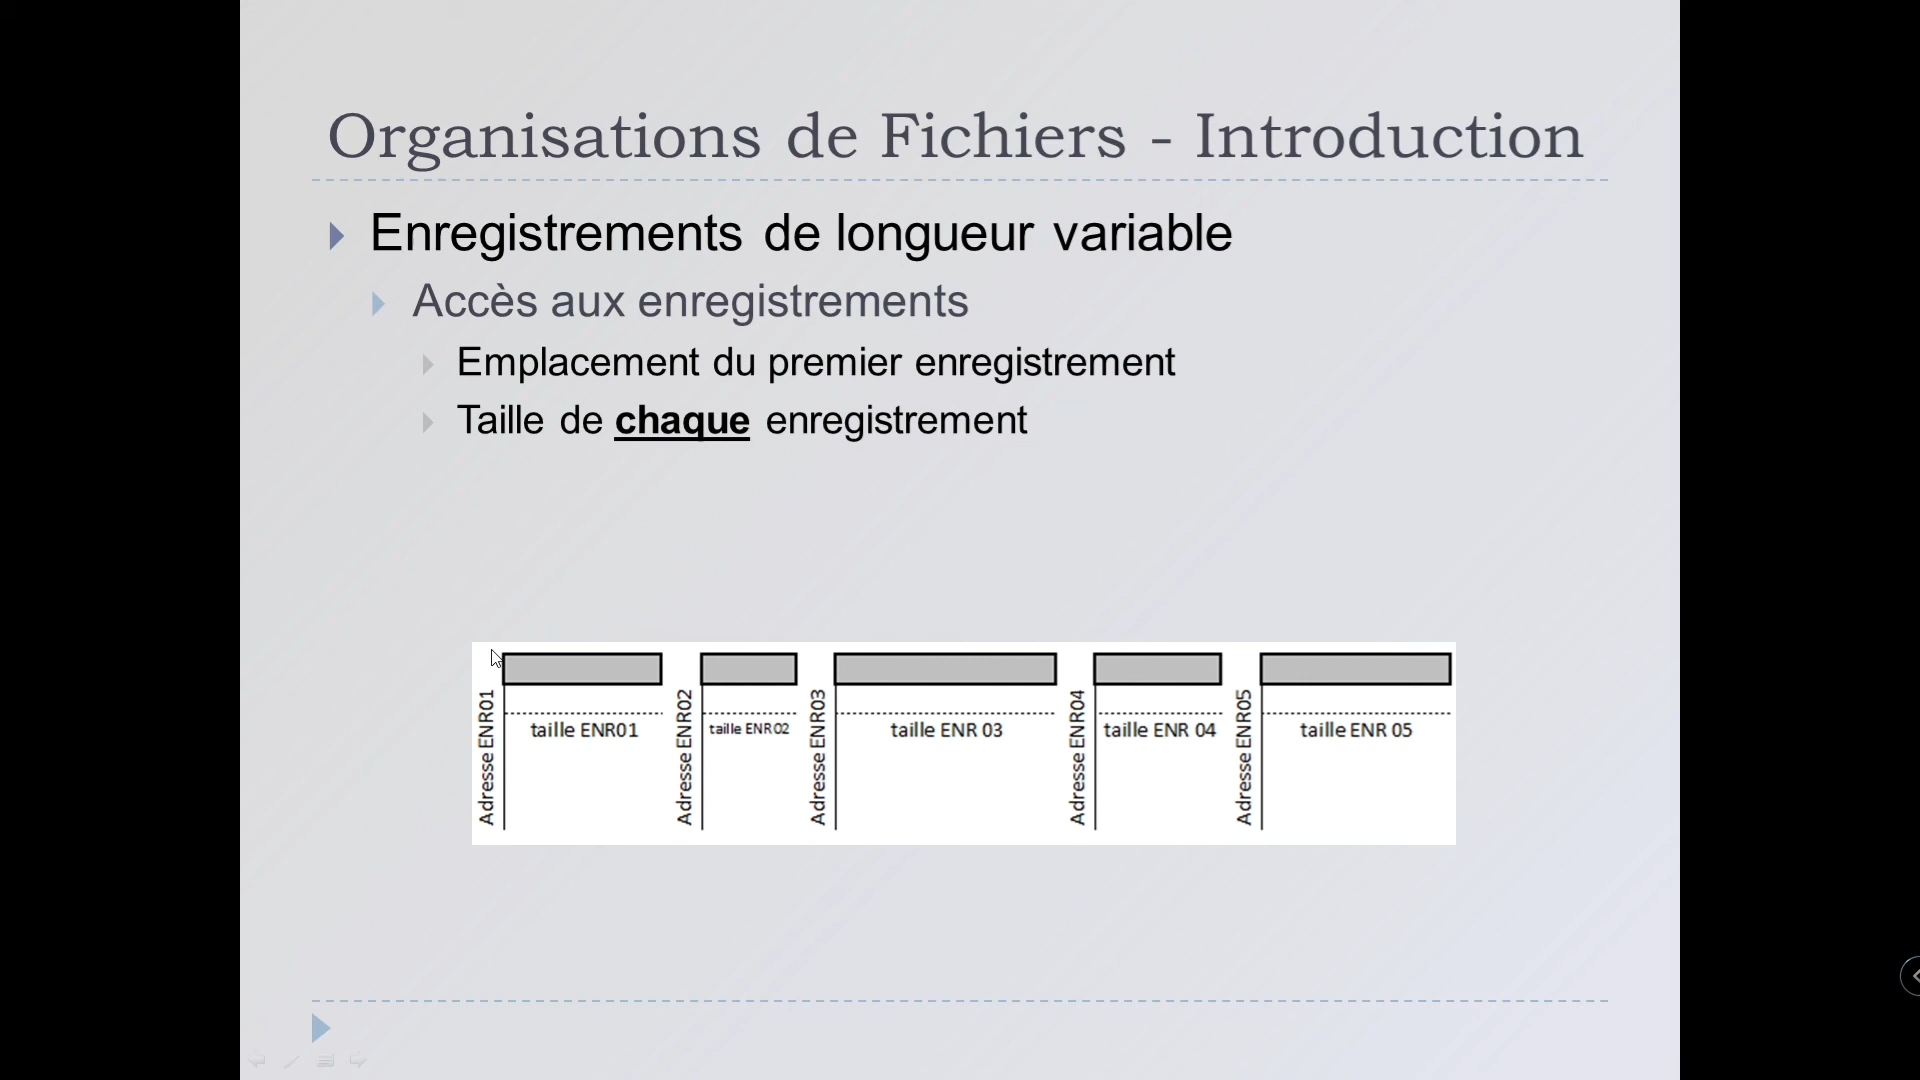 Organisations de Fichiers - Introduction
Enregistrements de longueur variable
Accès aux enregistrements
Emplacement du premier enregistrement
Taille de chaque enregistrement
Adresse ENR01
taille ENR01
Adresse ENR02
taille ENR02
Adresse ENR03
taille ENR 03
Adresse ENR04
taille ENR 04
Adresse ENR05
taille ENR 05